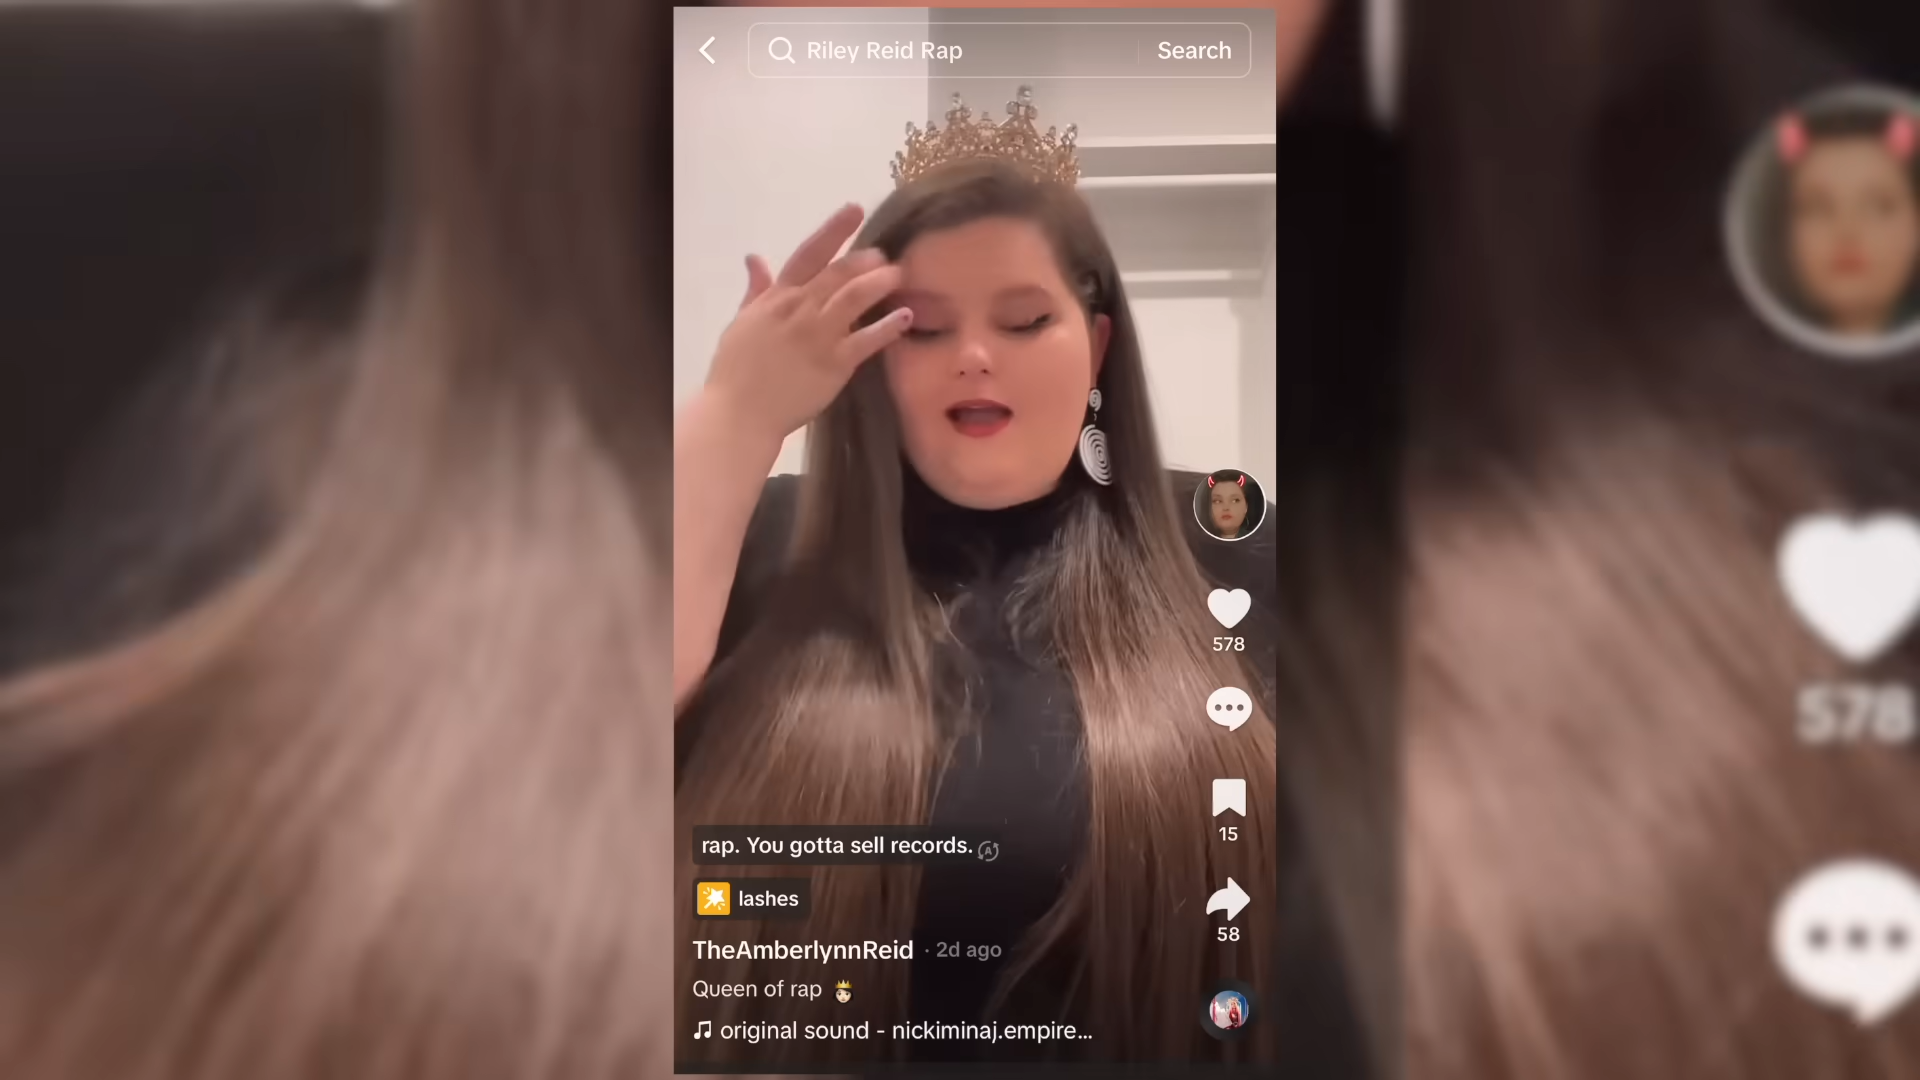 Riley Reid Rap
Search
578
578
15
rap. You gotta sell records.
lashes
58
TheAmberlynnReid · 2d ago
Queen of rap 👸🏻
original sound - nickiminaj.empire...